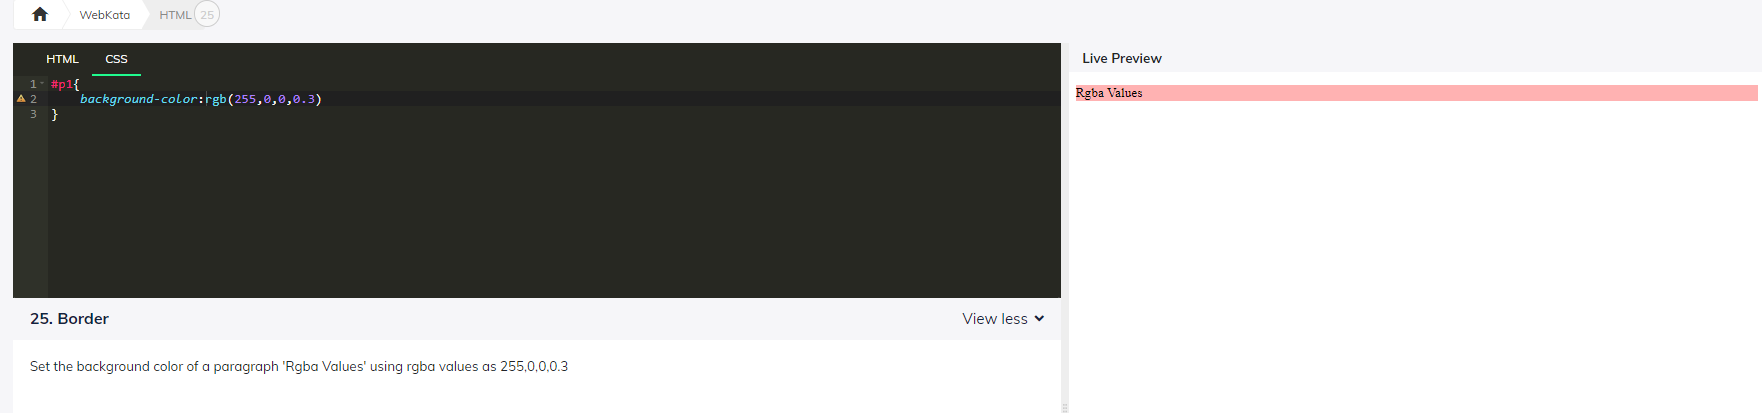 WebKata HTML 25
HTML CSS
1 #p1{
2 background-color:rgb(255,0,0,0.3)
3 }
25. Border
View less
Set the background color of a paragraph 'Rgba Values' using rgba values as 255,0,0,0.3
Live Preview
Rgba Values